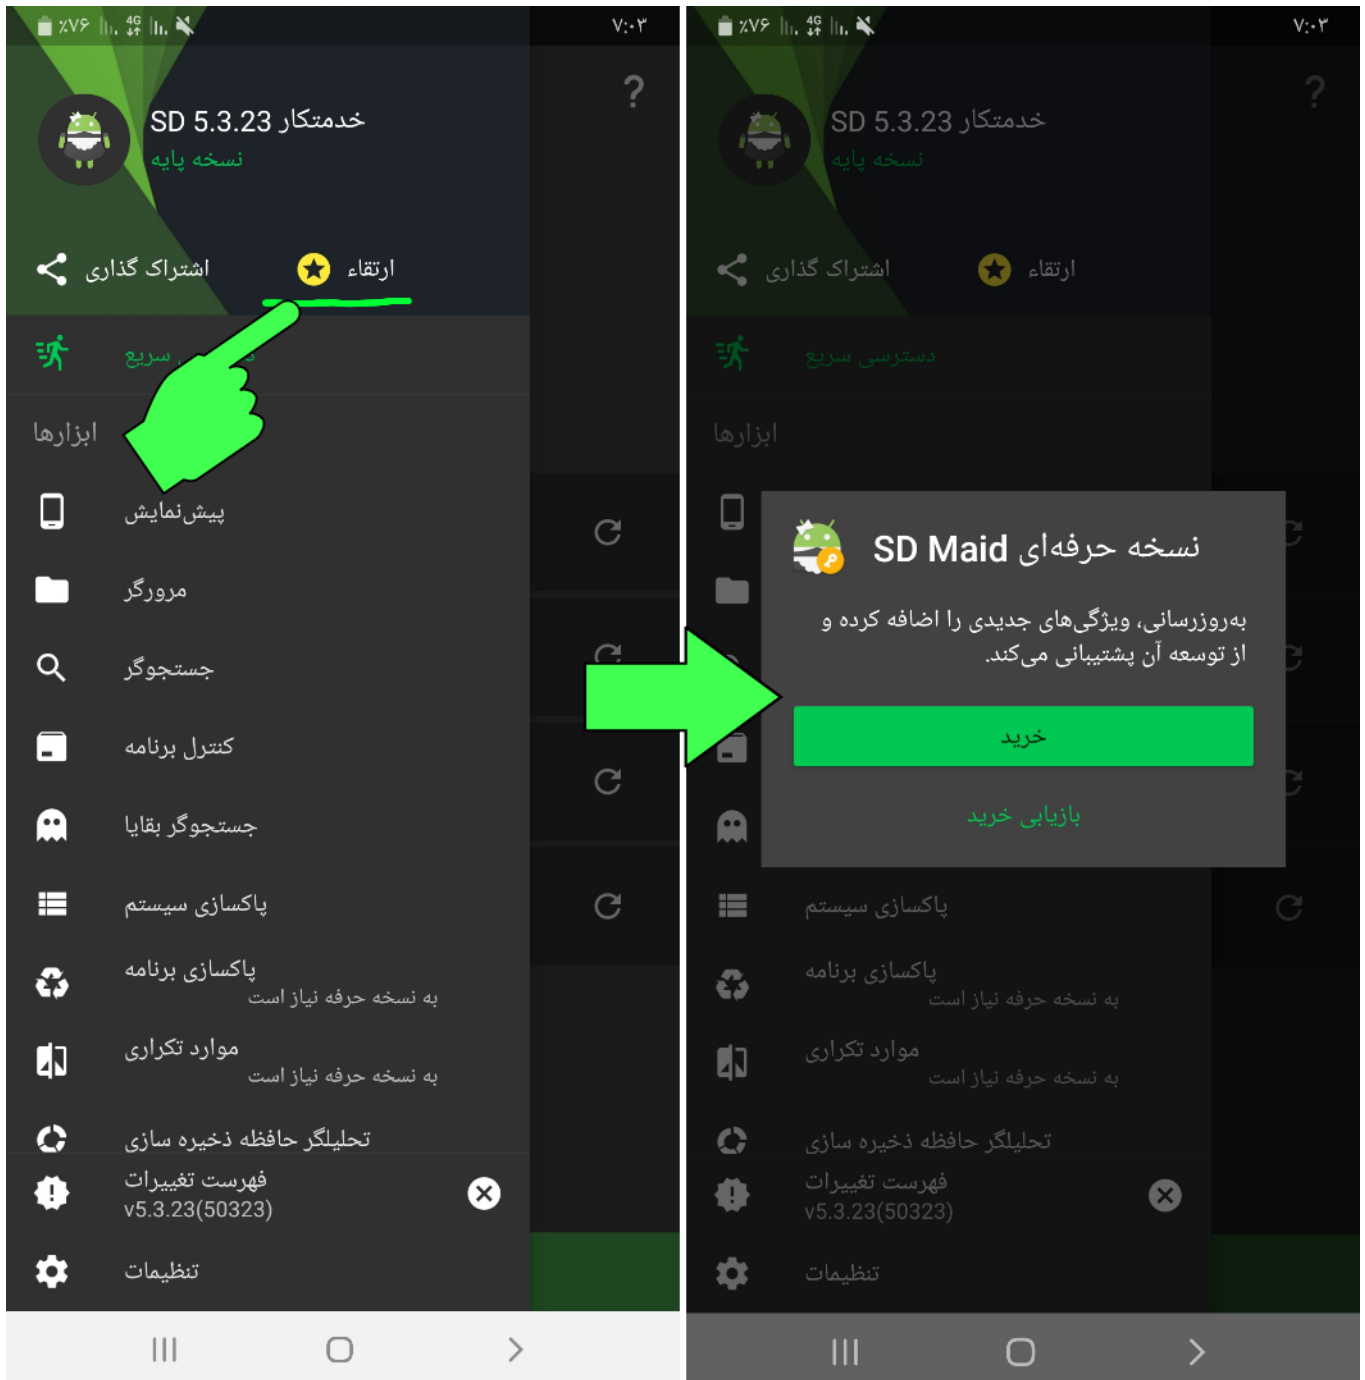 ٪۷۶ 4G ۷:۰۳
?
خدمتکار SD 5.3.23
نسخه پایه
اشتراک گذاری
ارتقاء
سریع
ابزارها
پیش‌نمایش
مرورگر
جستجوگر
کنترل برنامه
جستجوگر بقایا
پاکسازی سیستم
پاکسازی برنامه
به نسخه حرفه نیاز است
موارد تکراری
به نسخه حرفه نیاز است
تحلیلگر حافظه ذخیره سازی
فهرست تغییرات
v5.3.23(50323)
تنظیمات
٪۷۶ 4G ۷:۰۳
?
خدمتکار SD 5.3.23
نسخه پایه
اشتراک گذاری
ارتقاء
دسترسی سریع
ابزارها
نسخه حرفه‌ای SD Maid
به‌روزرسانی، ویژگی‌های جدیدی را اضافه کرده و
از توسعه آن پشتیبانی می‌کند.
خرید
بازیابی خرید
پاکسازی سیستم
پاکسازی برنامه
به نسخه حرفه نیاز است
موارد تکراری
به نسخه حرفه نیاز است
تحلیلگر حافظه ذخیره سازی
فهرست تغییرات
v5.3.23(50323)
تنظیمات